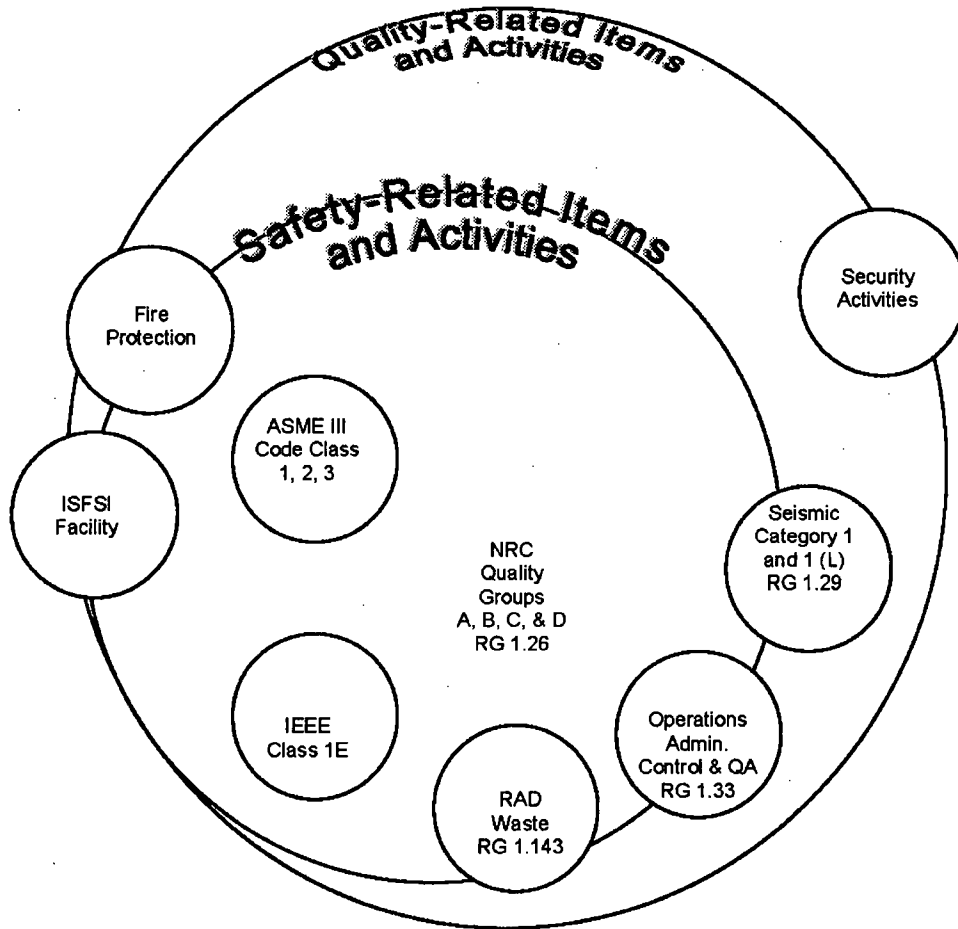 Quality-Related Items
and Activities
Safety-Related Items
and Activities
Security
Activities
Fire
Protection
ASME III
Code Class
1, 2, 3
ISFSI
Facility
Seismic
Category 1
and 1 (L)
RG 1.29
NRC
Quality
Groups
A, B, C, & D
RG 1.26
IEEE
Class 1E
Operations
Admin.
Control & QA
RG 1.33
RAD
Waste
RG 1.143